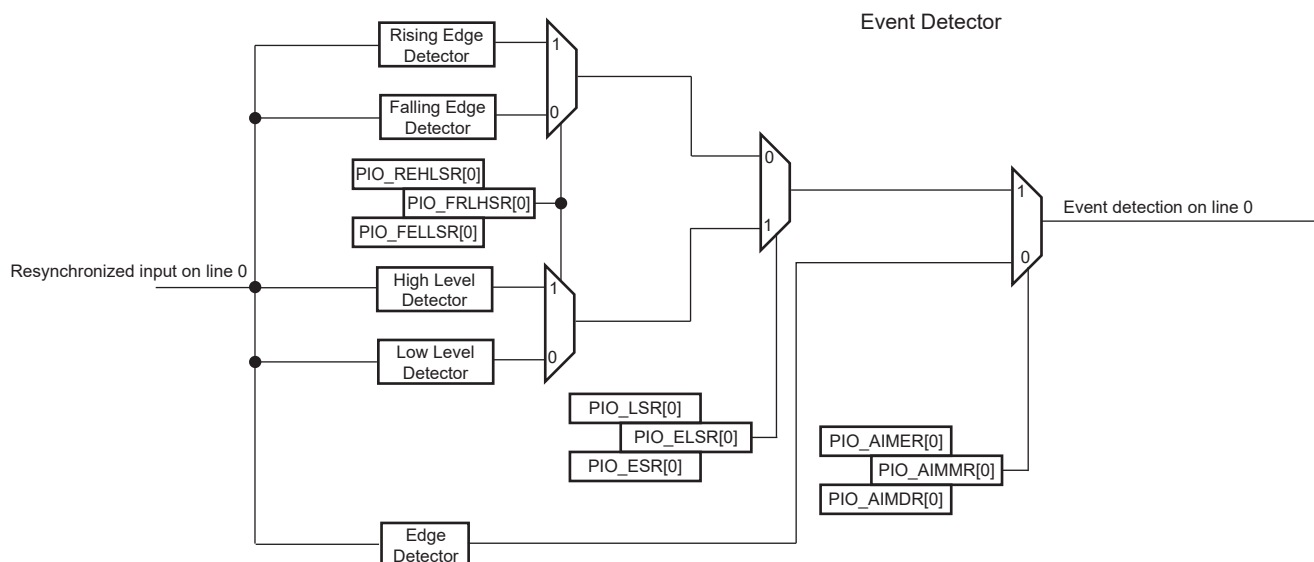 Event Detector
Rising Edge
Detector
1
Falling Edge
Detector
0
0
PIO_REHLSR[0]
PIO_FRLHSR[0]
PIO_FELLSR[0]
1
1
Event detection on line 0
0
Resynchronized input on line 0
High Level
Detector
1
Low Level
Detector
0
PIO_LSR[0]
PIO_ELSR[0]
PIO_ESR[0]
PIO_AIMER[0]
PIO_AIMMR[0]
PIO_AIMDR[0]
Edge
Detector